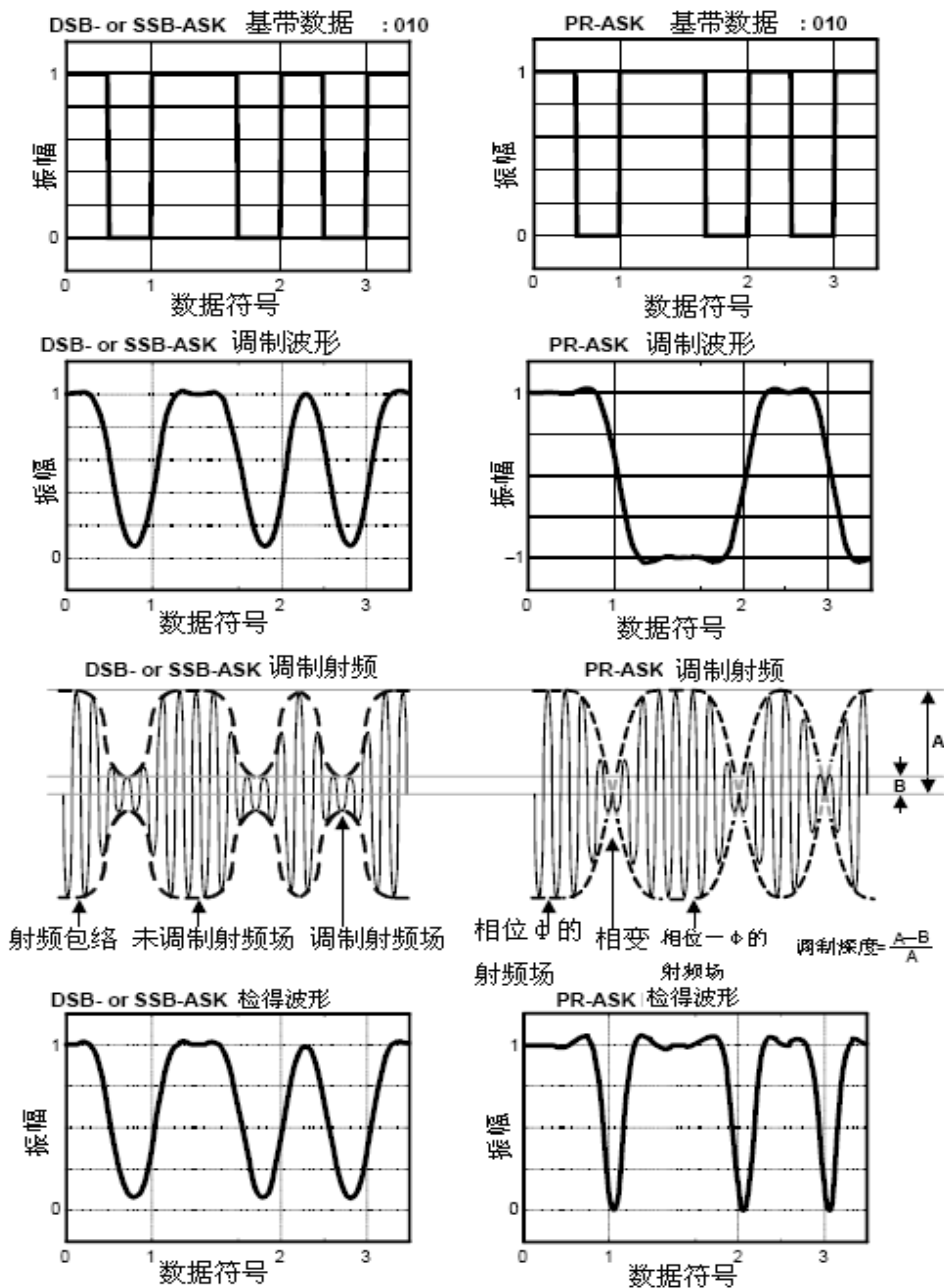 DSB- or SSB-ASK 基带数据 : 010
PR-ASK 基带数据 : 010
1
振幅
0
0 1 2 3
数据符号
1
振幅
0
0 1 2 3
数据符号
DSB- or SSB-ASK 调制波形
PR-ASK 调制波形
1
振幅
0
0 1 2 3
数据符号
1
振幅
−1
0 1 2 3
数据符号
DSB- or SSB-ASK 调制射频
PR-ASK 调制射频
A
B
射频包络 未调制射频场 调制射频场
相位Φ的
射频场
相变
相位一Φ的
射频场
调制深度=A−B/A
DSB- or SSB-ASK 检得波形
PR-ASK 检得波形
1
振幅
0
0 1 2 3
数据符号
1
振幅
0
0 1 2 3
数据符号